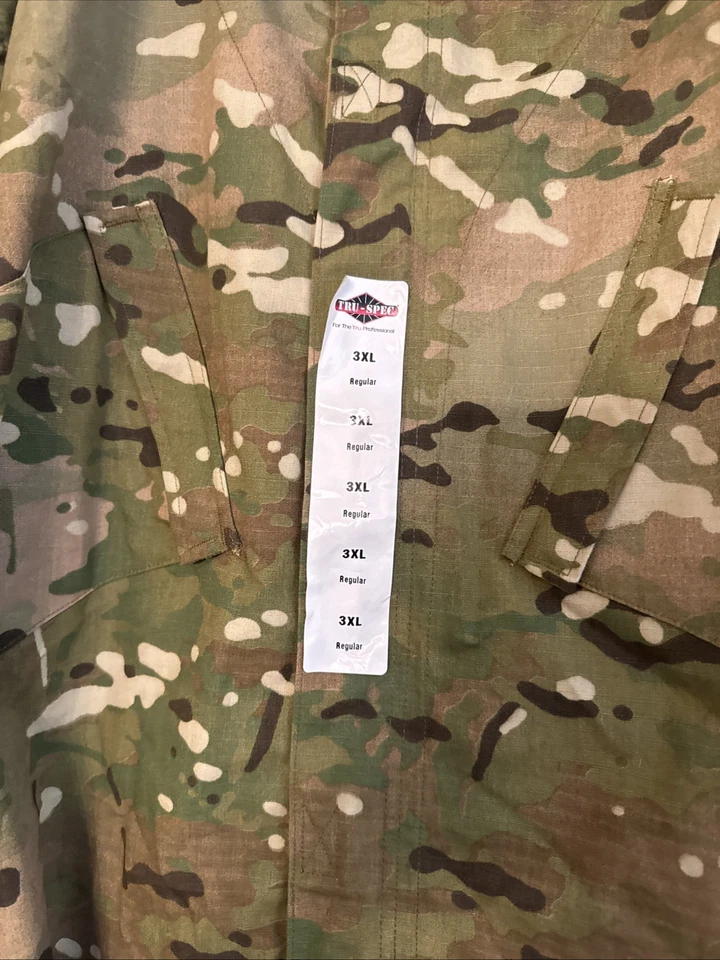 TRU-SPEC
For The Tru Professional
3XL
Regular
3XL
Regular
3XL
Regular
3XL
Regular
3XL
Regular